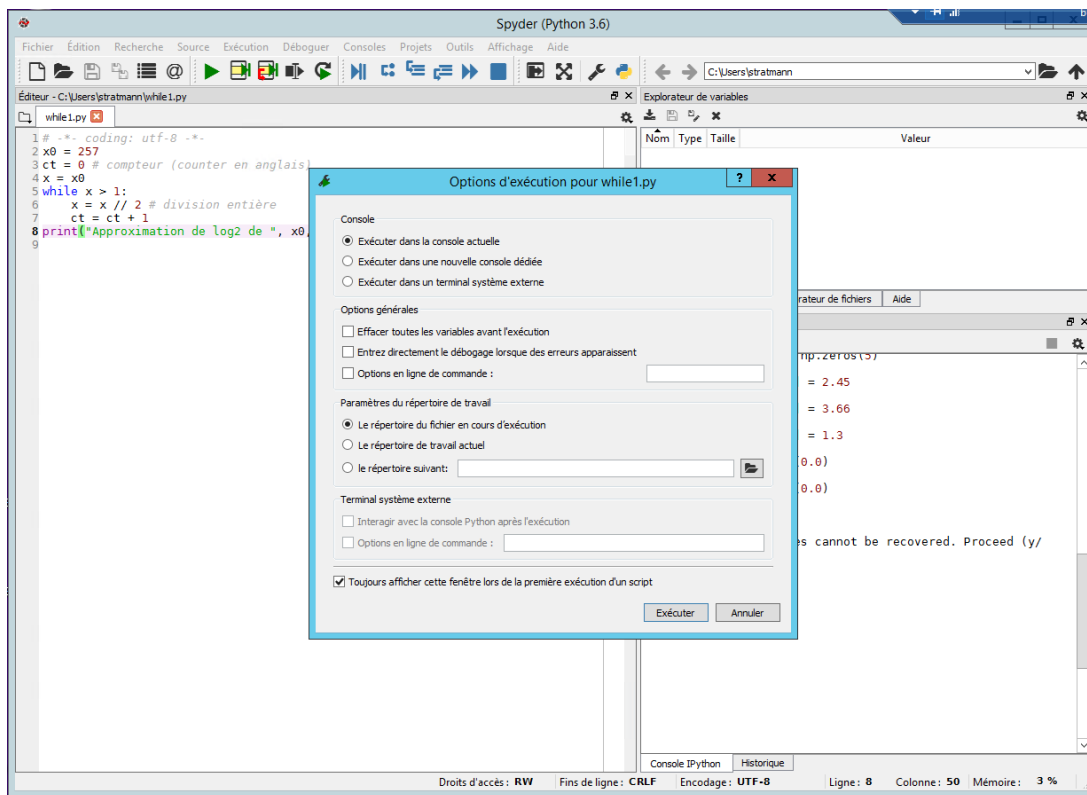 Spyder (Python 3.6)
Fichier Édition Recherche Source Exécution Déboguer Consoles Projets Outils Affichage Aide
C:\Users\stratmann
Éditeur - C:\Users\stratmann\while1.py
while1.py
1 # -*- coding: utf-8 -*-
2 x0 = 257
3 ct = 0 # compteur (counter en anglais)
4 x = x0
5 while x > 1:
6 x = x // 2 # division entière
7 ct = ct + 1
8 print("Approximation de log2 de ", x0,
9
Explorateur de variables
Nom Type Taille Valeur
Options d'exécution pour while1.py
? x
Console
Exécuter dans la console actuelle
Exécuter dans une nouvelle console dédiée
Exécuter dans un terminal système externe
Options générales
Effacer toutes les variables avant l'exécution
Entrez directement le débogage lorsque des erreurs apparaissent
Options en ligne de commande :
Paramètres du répertoire de travail
Le répertoire du fichier en cours d'exécution
Le répertoire de travail actuel
le répertoire suivant:
Terminal système externe
Interagir avec la console Python après l'exécution
Options en ligne de commande :
Toujours afficher cette fenêtre lors de la première exécution d'un script
Exécuter Annuler
rateur de fichiers Aide
np.zeros(5)
= 2.45
= 3.66
= 1.3
(0.0)
(0.0)
es cannot be recovered. Proceed (y/
Console IPython Historique
Droits d'accès : RW Fins de ligne : CRLF Encodage : UTF-8 Ligne : 8 Colonne : 50 Mémoire : 3 %